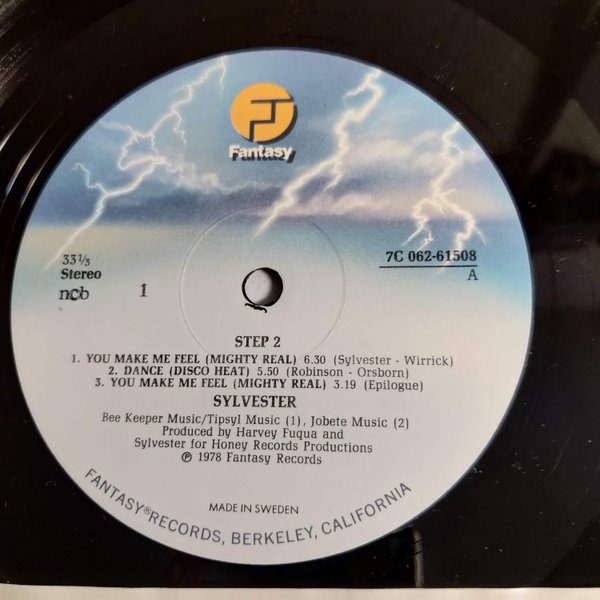 FJ
Fantasy
33⅓
Stereo
ncb
1
7C 062-61508
A
STEP 2
1. YOU MAKE ME FEEL (MIGHTY REAL) 6.30 (Sylvester - Wirrick)
2. DANCE (DISCO HEAT) 5.50 (Robinson - Orsborn)
3. YOU MAKE ME FEEL (MIGHTY REAL) 3.19 (Epilogue)
SYLVESTER
Bee Keeper Music/Tipsyl Music (1), Jobete Music (2)
Produced by Harvey Fuqua and
Sylvester for Honey Records Productions
℗ 1978 Fantasy Records
MADE IN SWEDEN
FANTASY® RECORDS, BERKELEY, CALIFORNIA